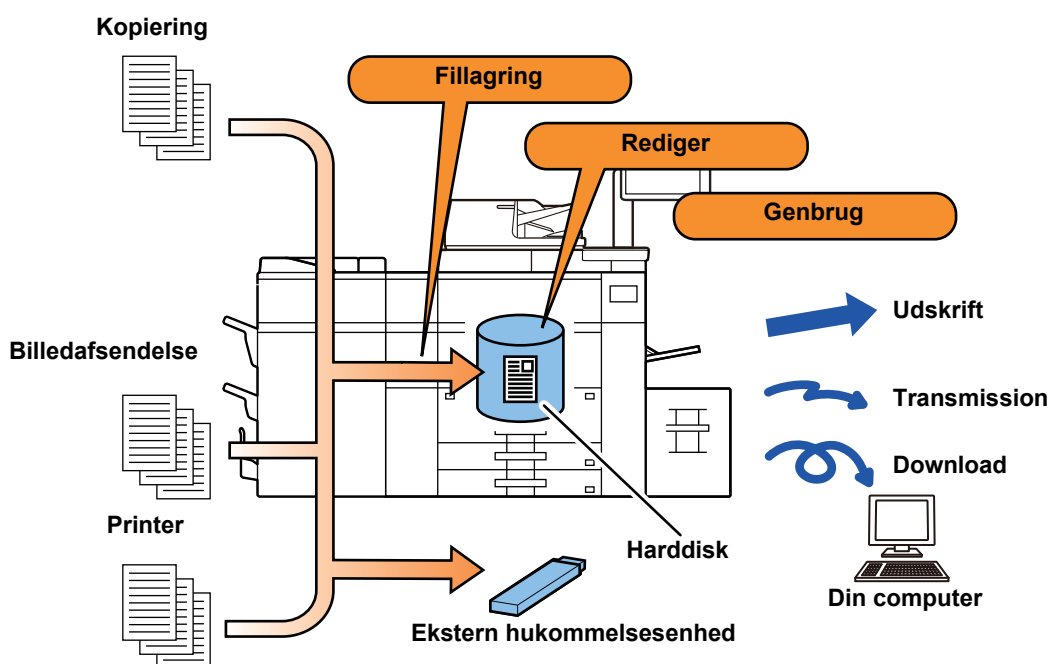 Kopiering
Fillagring
Rediger
Genbrug
Udskrift
Billedafsendelse
Transmission
Download
Printer
Harddisk
Din computer
Ekstern hukommelsesenhed